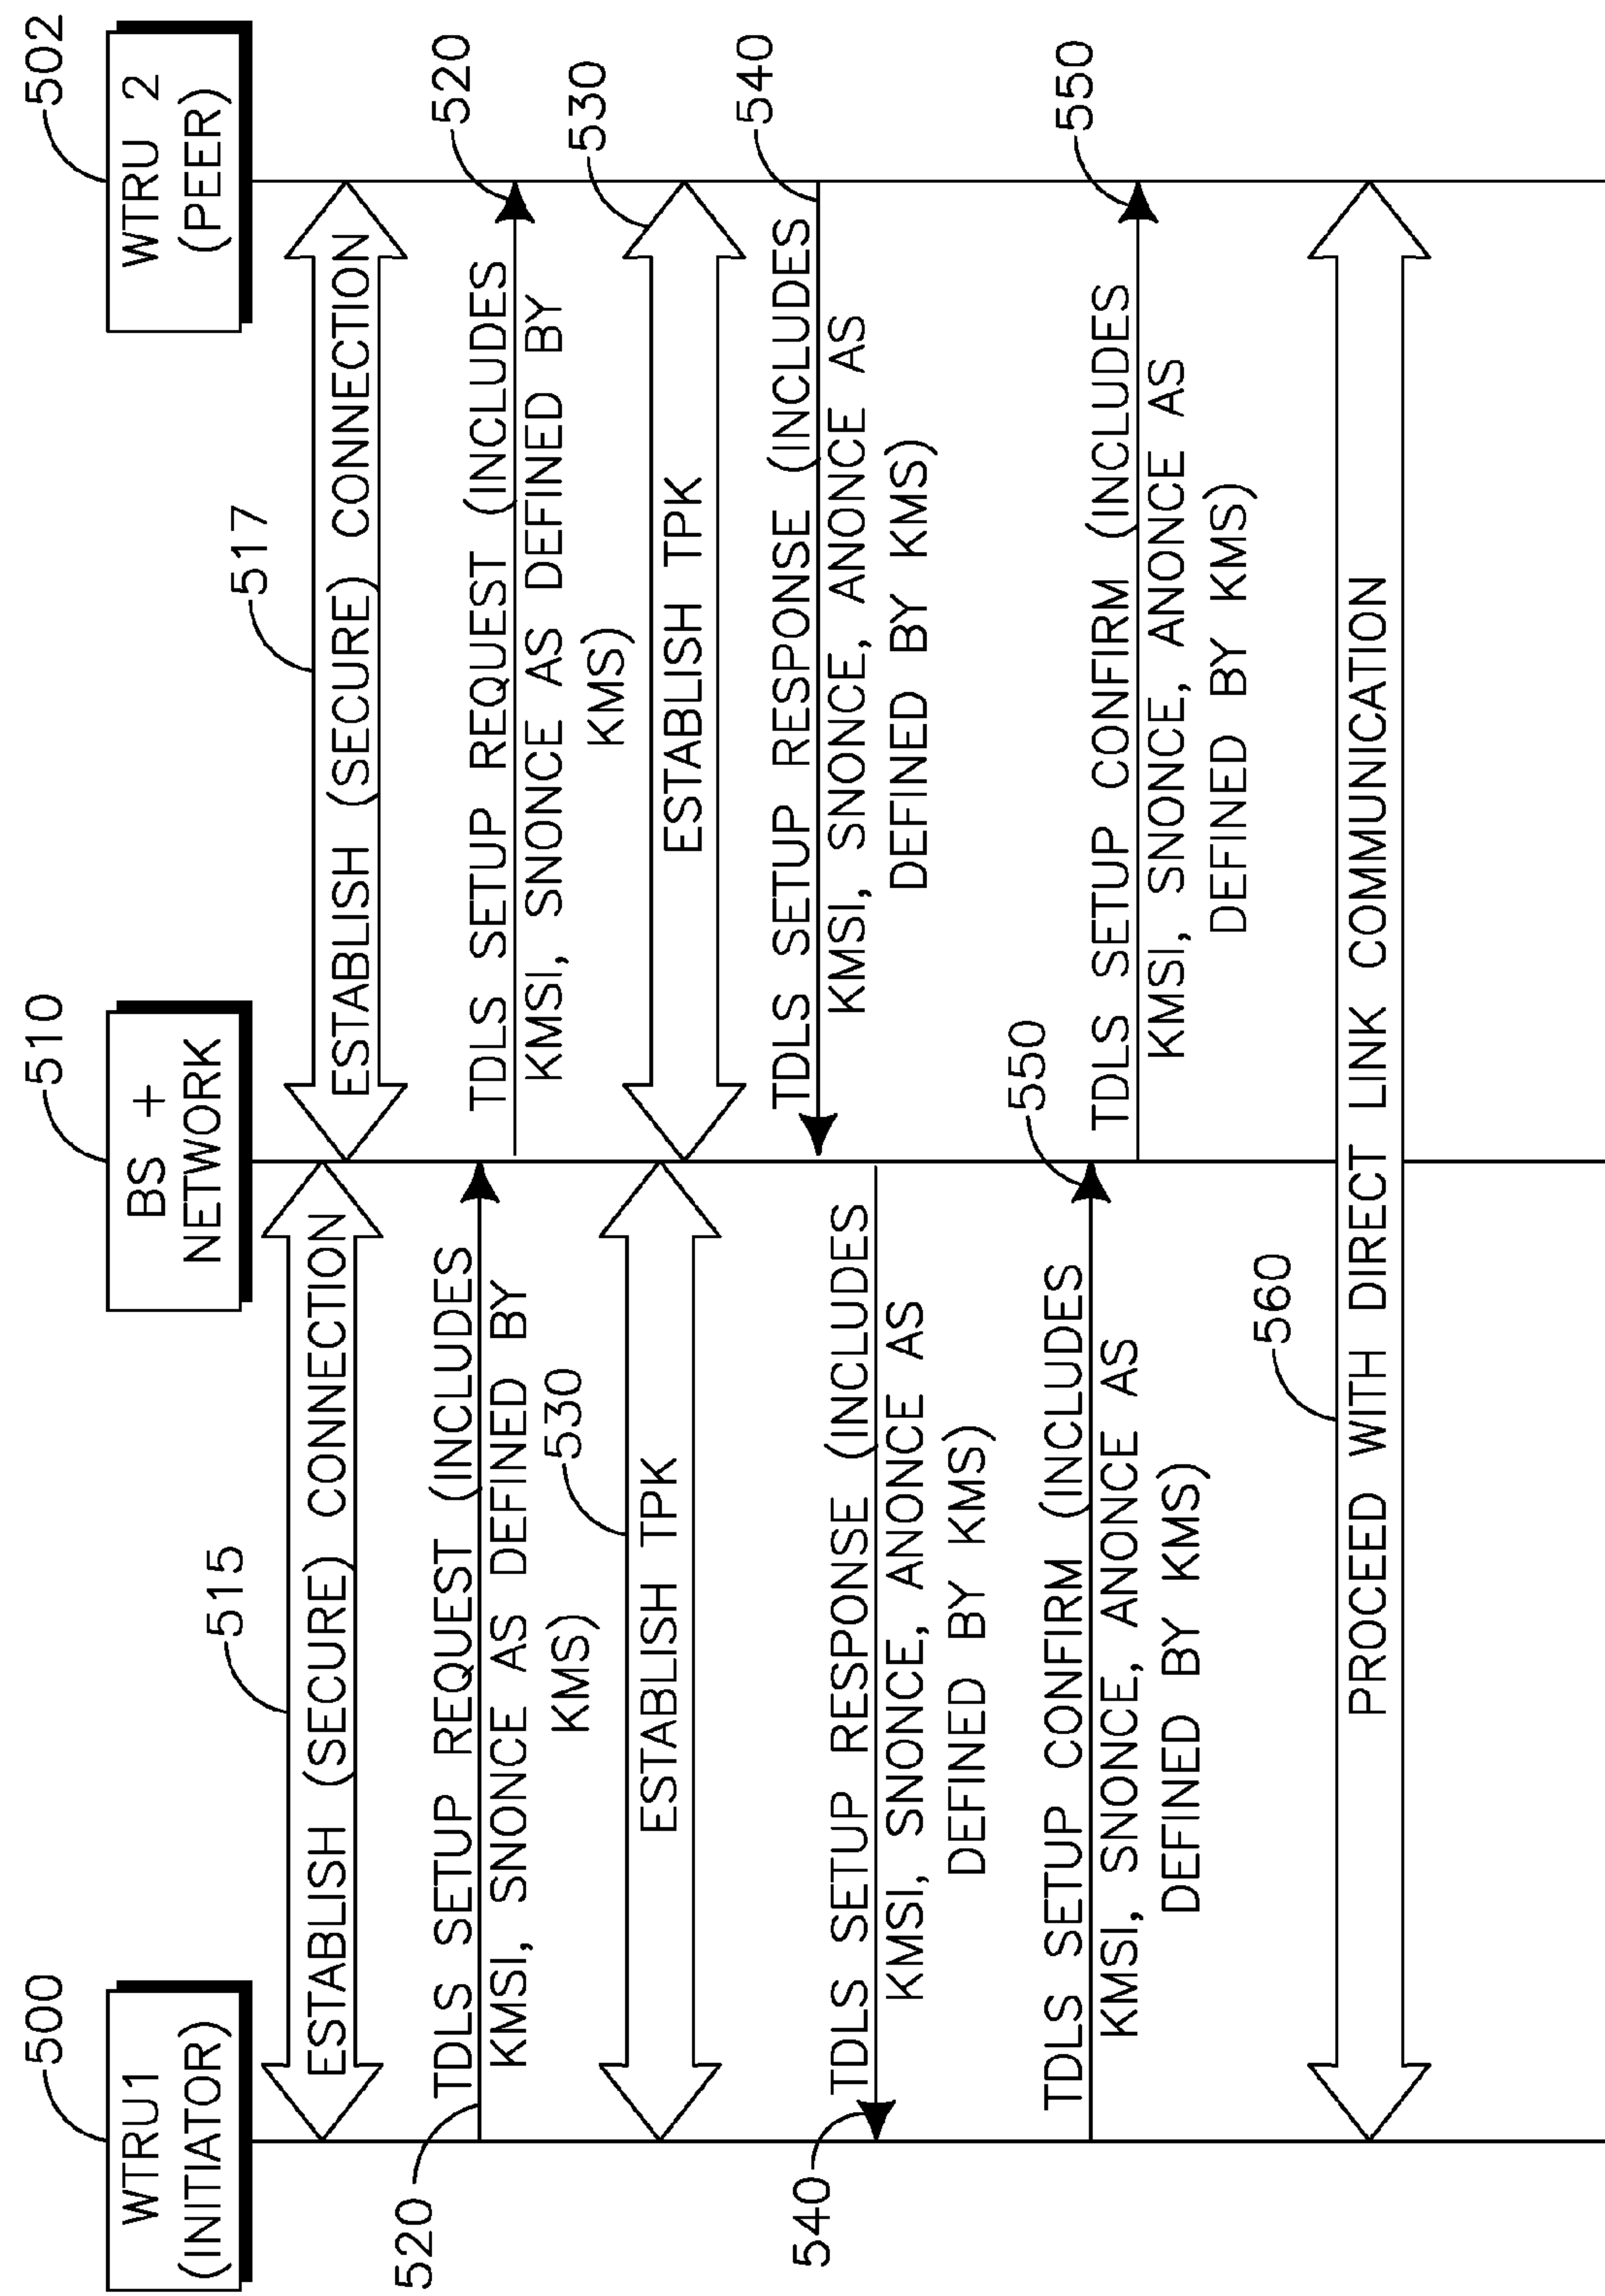 500
WTRU1
(INITIATOR)
510
BS +
NETWORK
502
WTRU 2
(PEER)
515
ESTABLISH (SECURE) CONNECTION
517
ESTABLISH (SECURE) CONNECTION
520
TDLS SETUP REQUEST (INCLUDES
KMSI, SNONCE AS DEFINED BY
KMS)
520
TDLS SETUP REQUEST (INCLUDES
KMSI, SNONCE AS DEFINED BY
KMS)
530
ESTABLISH TPK
530
ESTABLISH TPK
540
TDLS SETUP RESPONSE (INCLUDES
KMSI, SNONCE, ANONCE AS
DEFINED BY KMS)
540
TDLS SETUP RESPONSE (INCLUDES
KMSI, SNONCE, ANONCE AS
DEFINED BY KMS)
550
TDLS SETUP CONFIRM (INCLUDES
KMSI, SNONCE, ANONCE AS
DEFINED BY KMS)
550
TDLS SETUP CONFIRM (INCLUDES
KMSI, SNONCE, ANONCE AS
DEFINED BY KMS)
560
PROCEED WITH DIRECT LINK COMMUNICATION